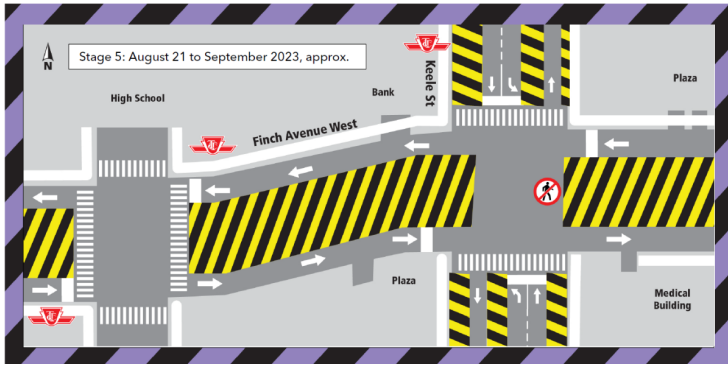 N
Stage 5: August 21 to September 2023, approx.
High School
Bank
Keele St
Plaza
Finch Avenue West
Plaza
Medical
Building